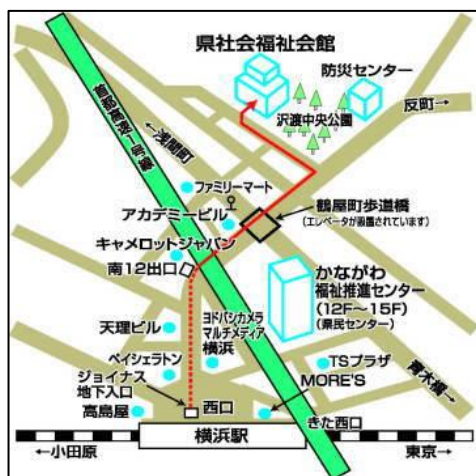 県社会福祉会館
防災センター
反町→
沢渡中央公園
首都高速一号線
←浅間町
ファミリーマート
アカデミービル
鶴屋町歩道橋
(エレベータが設置されています)
キャメロットジャパン
南12出口
かながわ
福祉推進センター
(12F~15F)
(県民センター)
ヨドバシカメラ
マルチメディア
横浜
天理ビル
ベイシェラトン
TSプラザ
青木橋→
ジョイナス
地下入口
高島屋
西口
MORE'S
きた西口
横浜駅
←小田原
東京→